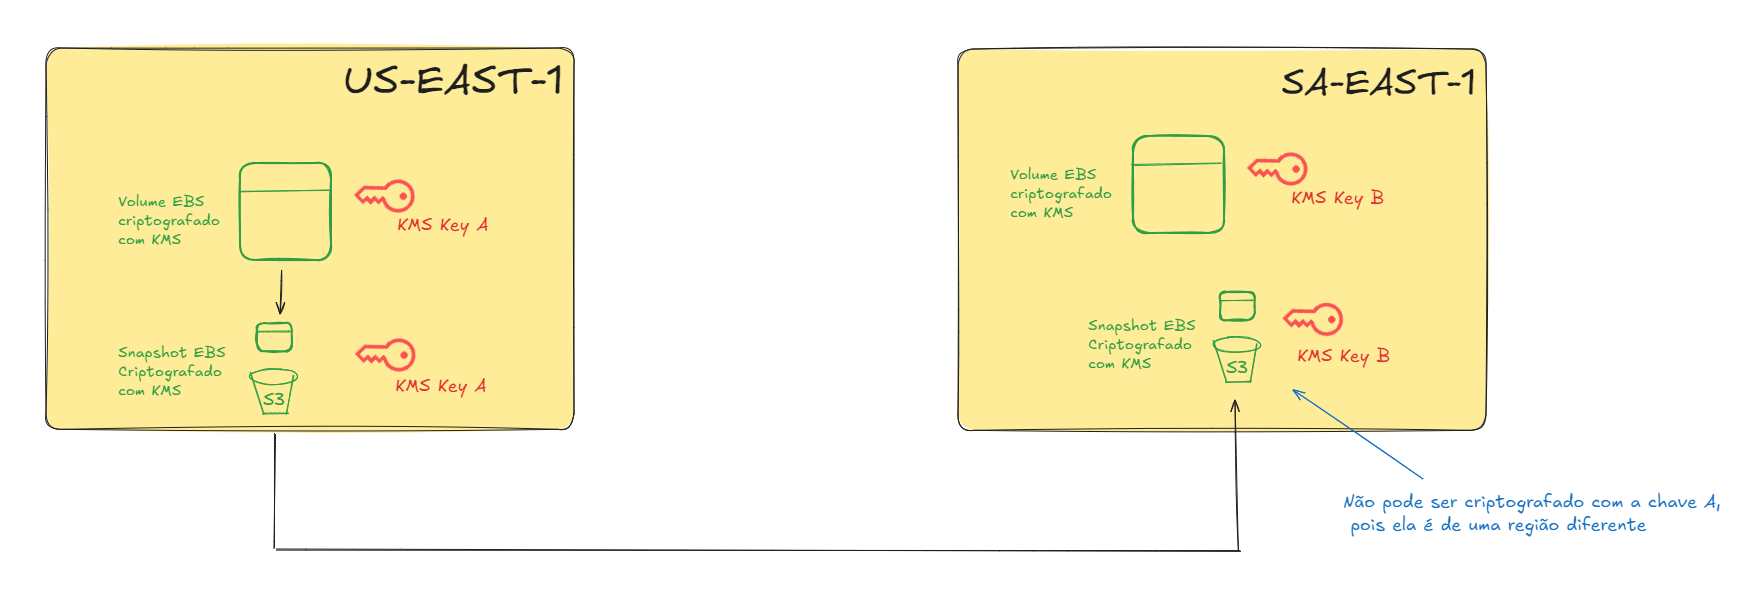 US-EAST-1
Volume EBS
criptografado
com KMS
KMS Key A
Snapshot EBS
Criptografado
com KMS
S3
KMS Key A
SA-EAST-1
Volume EBS
criptografado
com KMS
KMS Key B
Snapshot EBS
Criptografado
com KMS
S3
KMS Key B
Não pode ser criptografado com a chave A,
pois ela é de uma região diferente